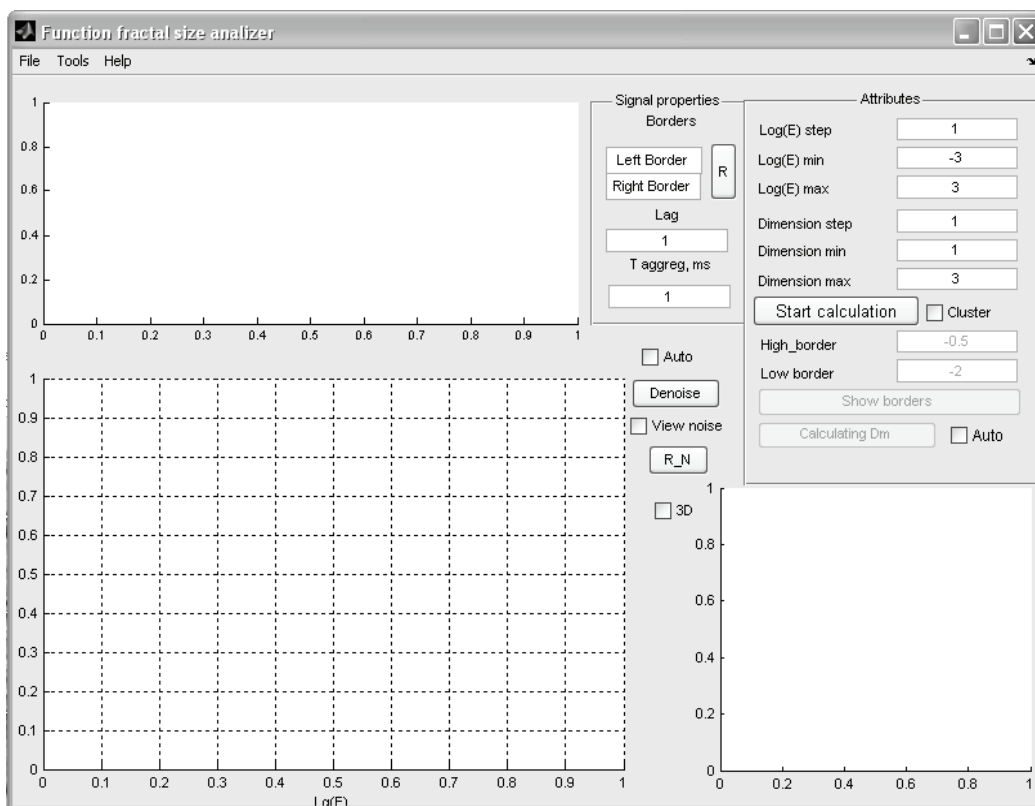 Function fractal size analizer
File Tools Help
1
0.8
0.6
0.4
0.2
0
0 0.1 0.2 0.3 0.4 0.5 0.6 0.7 0.8 0.9 1
Signal properties
Borders
Left Border
Right Border
R
Lag
1
T aggreg, ms
1
Attributes
Log(E) step 1
Log(E) min -3
Log(E) max 3
Dimension step 1
Dimension min 1
Dimension max 3
Start calculation Cluster
High_border -0.5
Low border -2
Show borders
Calculating Dm Auto
Auto
Denoise
View noise
R_N
3D
1
0.9
0.8
0.7
0.6
0.5
0.4
0.3
0.2
0.1
0
0 0.1 0.2 0.3 0.4 0.5 0.6 0.7 0.8 0.9 1
Lg(E)
1
0.8
0.6
0.4
0.2
0
0 0.2 0.4 0.6 0.8 1